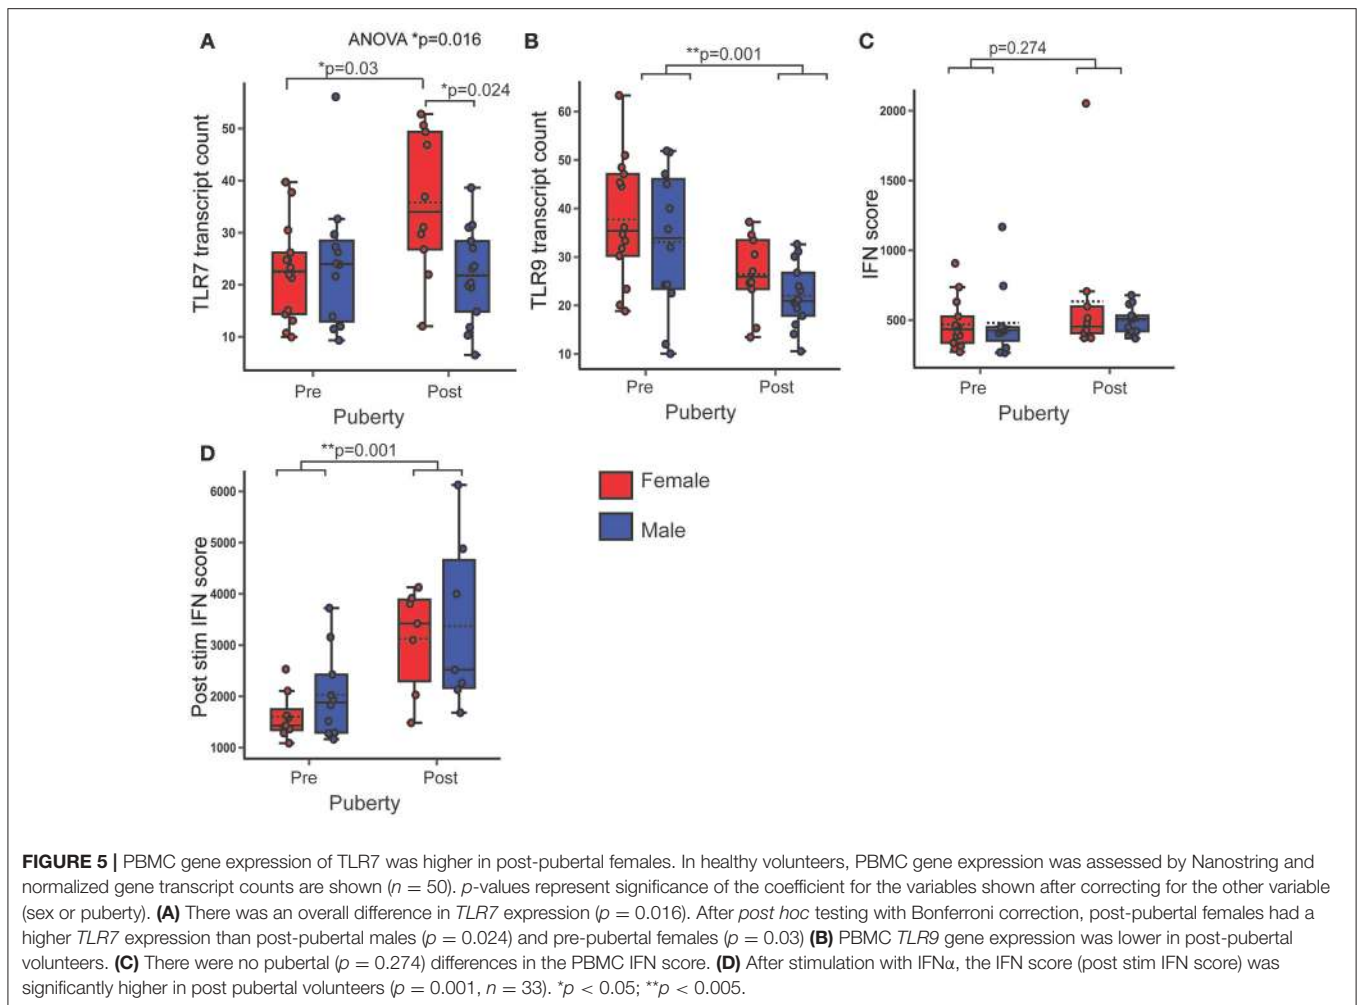 A
ANOVA *p=0.016
*p=0.03
*p=0.024
TLR7 transcript count
50
40
30
20
10
Pre
Post
Puberty
B
**p=0.001
TLR9 transcript count
60
50
40
30
20
10
Pre
Post
Puberty
C
p=0.274
IFN score
2000
1500
1000
500
Pre
Post
Puberty
D
**p=0.001
Post stim IFN score
6000
5000
4000
3000
2000
1000
Pre
Post
Puberty
Female
Male
FIGURE 5 | PBMC gene expression of TLR7 was higher in post-pubertal females. In healthy volunteers, PBMC gene expression was assessed by Nanostring and
normalized gene transcript counts are shown (n = 50). p-values represent significance of the coefficient for the variables shown after correcting for the other variable
(sex or puberty). (A) There was an overall difference in TLR7 expression (p = 0.016). After post hoc testing with Bonferroni correction, post-pubertal females had a
higher TLR7 expression than post-pubertal males (p = 0.024) and pre-pubertal females (p = 0.03) (B) PBMC TLR9 gene expression was lower in post-pubertal
volunteers. (C) There were no pubertal (p = 0.274) differences in the PBMC IFN score. (D) After stimulation with IFNα, the IFN score (post stim IFN score) was
significantly higher in post pubertal volunteers (p = 0.001, n = 33). *p < 0.05; **p < 0.005.